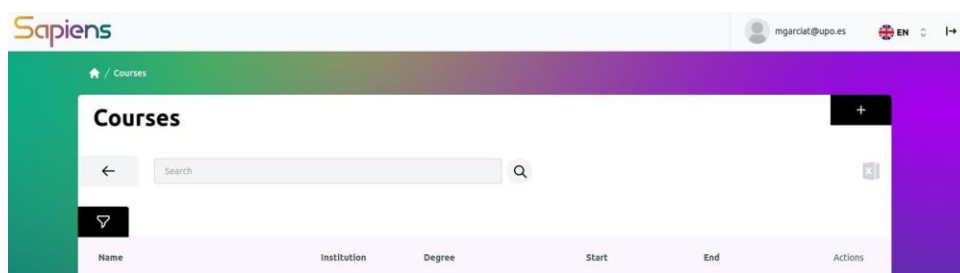 Sapiens
mgarciat@upo.es EN
/ Courses
Courses
+
Search
Name Institution Degree Start End Actions